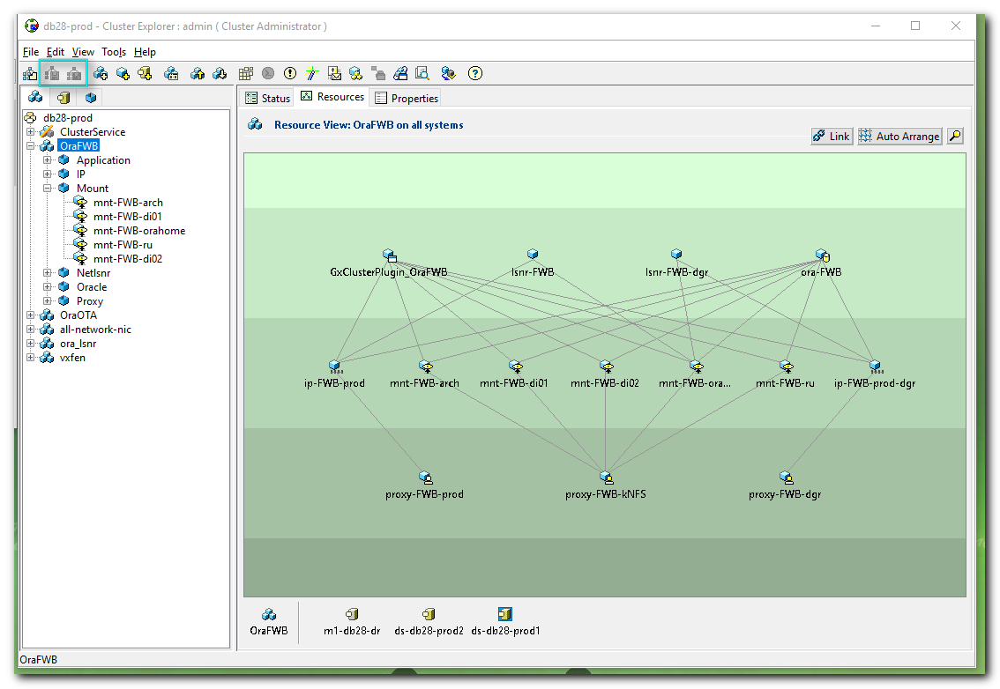 db28-prod - Cluster Explorer : admin ( Cluster Administrator )
File Edit View Tools Help
Status Resources Properties
db28-prod
ClusterService
OraFWB
Application
IP
Mount
mnt-FWB-arch
mnt-FWB-di01
mnt-FWB-orahome
mnt-FWB-ru
mnt-FWB-di02
Netlsnr
Oracle
Proxy
OraOTA
all-network-nic
ora_lsnr
vxfen
Resource View: OraFWB on all systems
Link Auto Arrange
GxClusterPlugin_OraFWB lsnr-FWB lsnr-FWB-dgr ora-FWB
ip-FWB-prod mnt-FWB-arch mnt-FWB-di01 mnt-FWB-di02 mnt-FWB-ora... mnt-FWB-ru ip-FWB-prod-dgr
proxy-FWB-prod proxy-FWB-kNFS proxy-FWB-dgr
OraFWB m1-db28-dr ds-db28-prod2 ds-db28-prod1
OraFWB